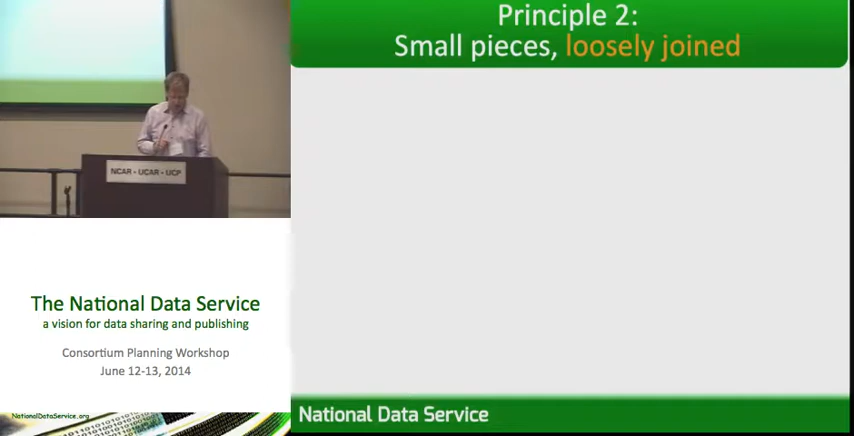 Principle 2:
Small pieces, loosely joined
NCAR • UCAR • UCP
The National Data Service
a vision for data sharing and publishing
Consortium Planning Workshop
June 12-13, 2014
NationalDataService.org
National Data Service